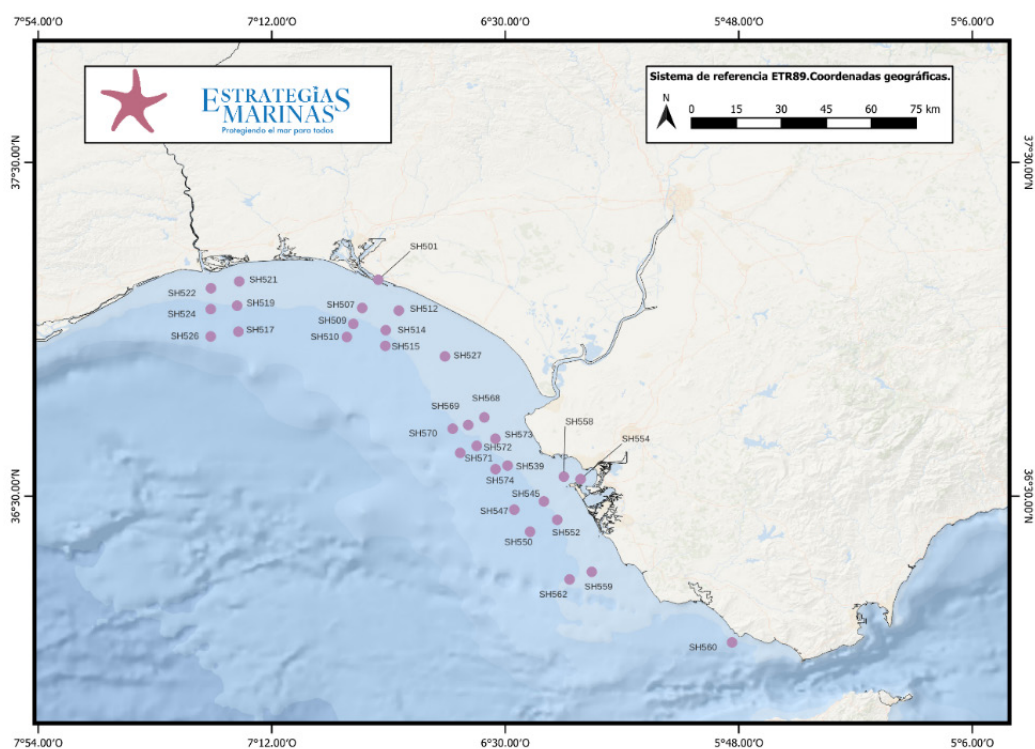 7°54.00'O 7°12.00'O 6°30.00'O 5°48.00'O 5°6.00'O
ESTRATEGIAS
MARINAS
Protegiendo el mar para todos
Sistema de referencia ETR89.Coordenadas geográficas.
N
0 15 30 45 60 75 km
37°30.00'N 37°30.00'N
SH501
SH521
SH522
SH519
SH507
SH512
SH524
SH509
SH517
SH514
SH526
SH510
SH515
SH527
SH568
SH569
SH558
SH570
SH573
SH554
SH572
SH571
SH539
SH574
36°30.00'N 36°30.00'N
SH545
SH547
SH552
SH550
SH559
SH562
SH560
7°54.00'O 7°12.00'O 6°30.00'O 5°48.00'O 5°6.00'O